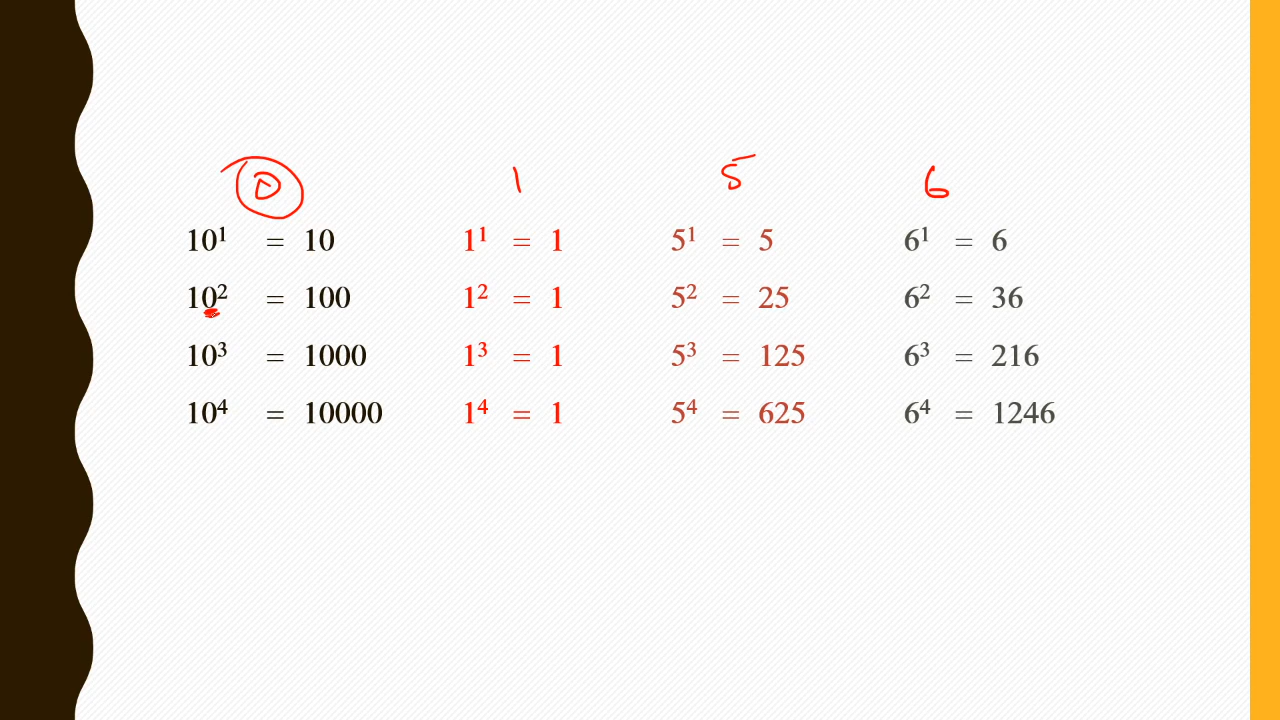 0 1 5 6
10¹ = 10 1¹ = 1 5¹ = 5 6¹ = 6
10² = 100 1² = 1 5² = 25 6² = 36
10³ = 1000 1³ = 1 5³ = 125 6³ = 216
10⁴ = 10000 1⁴ = 1 5⁴ = 625 6⁴ = 1246